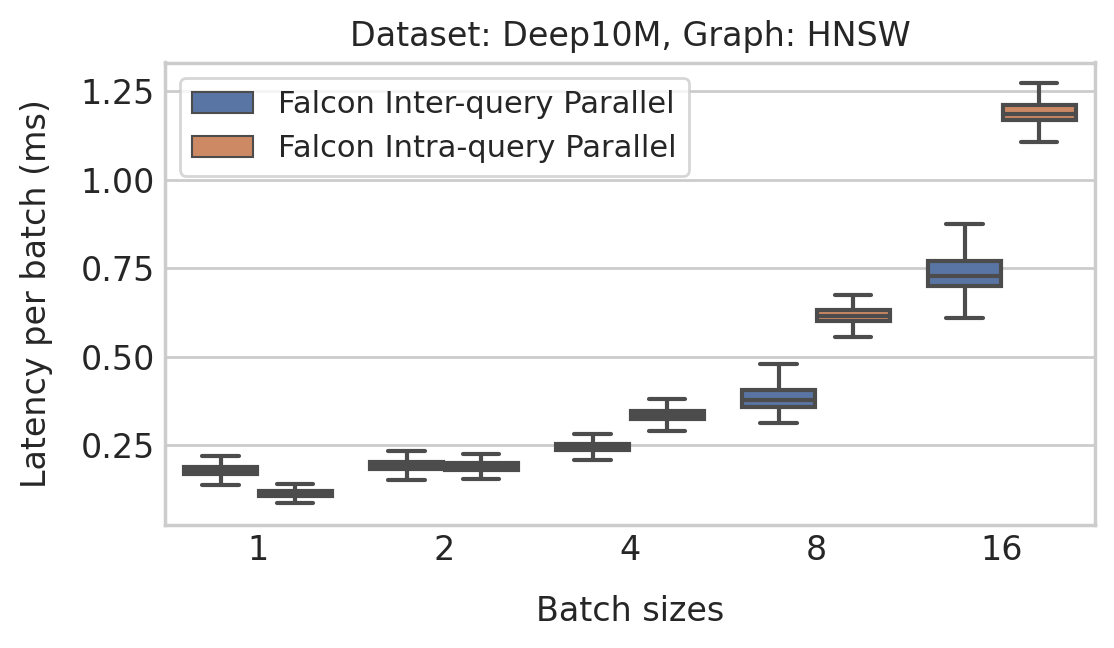 Dataset: Deep10M, Graph: HNSW
Falcon Inter-query Parallel
Falcon Intra-query Parallel
Latency per batch (ms)
1.25
1.00
0.75
0.50
0.25
1 2 4 8 16
Batch sizes